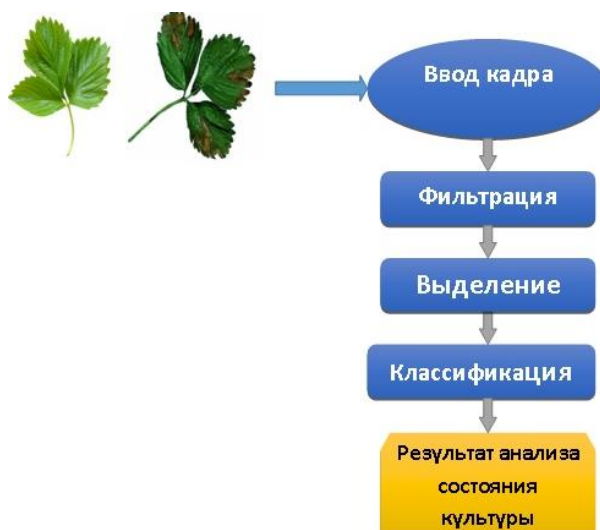 Ввод кадра
Фильтрация
Выделение
Классификация
Результат анализа
состояния
культуры